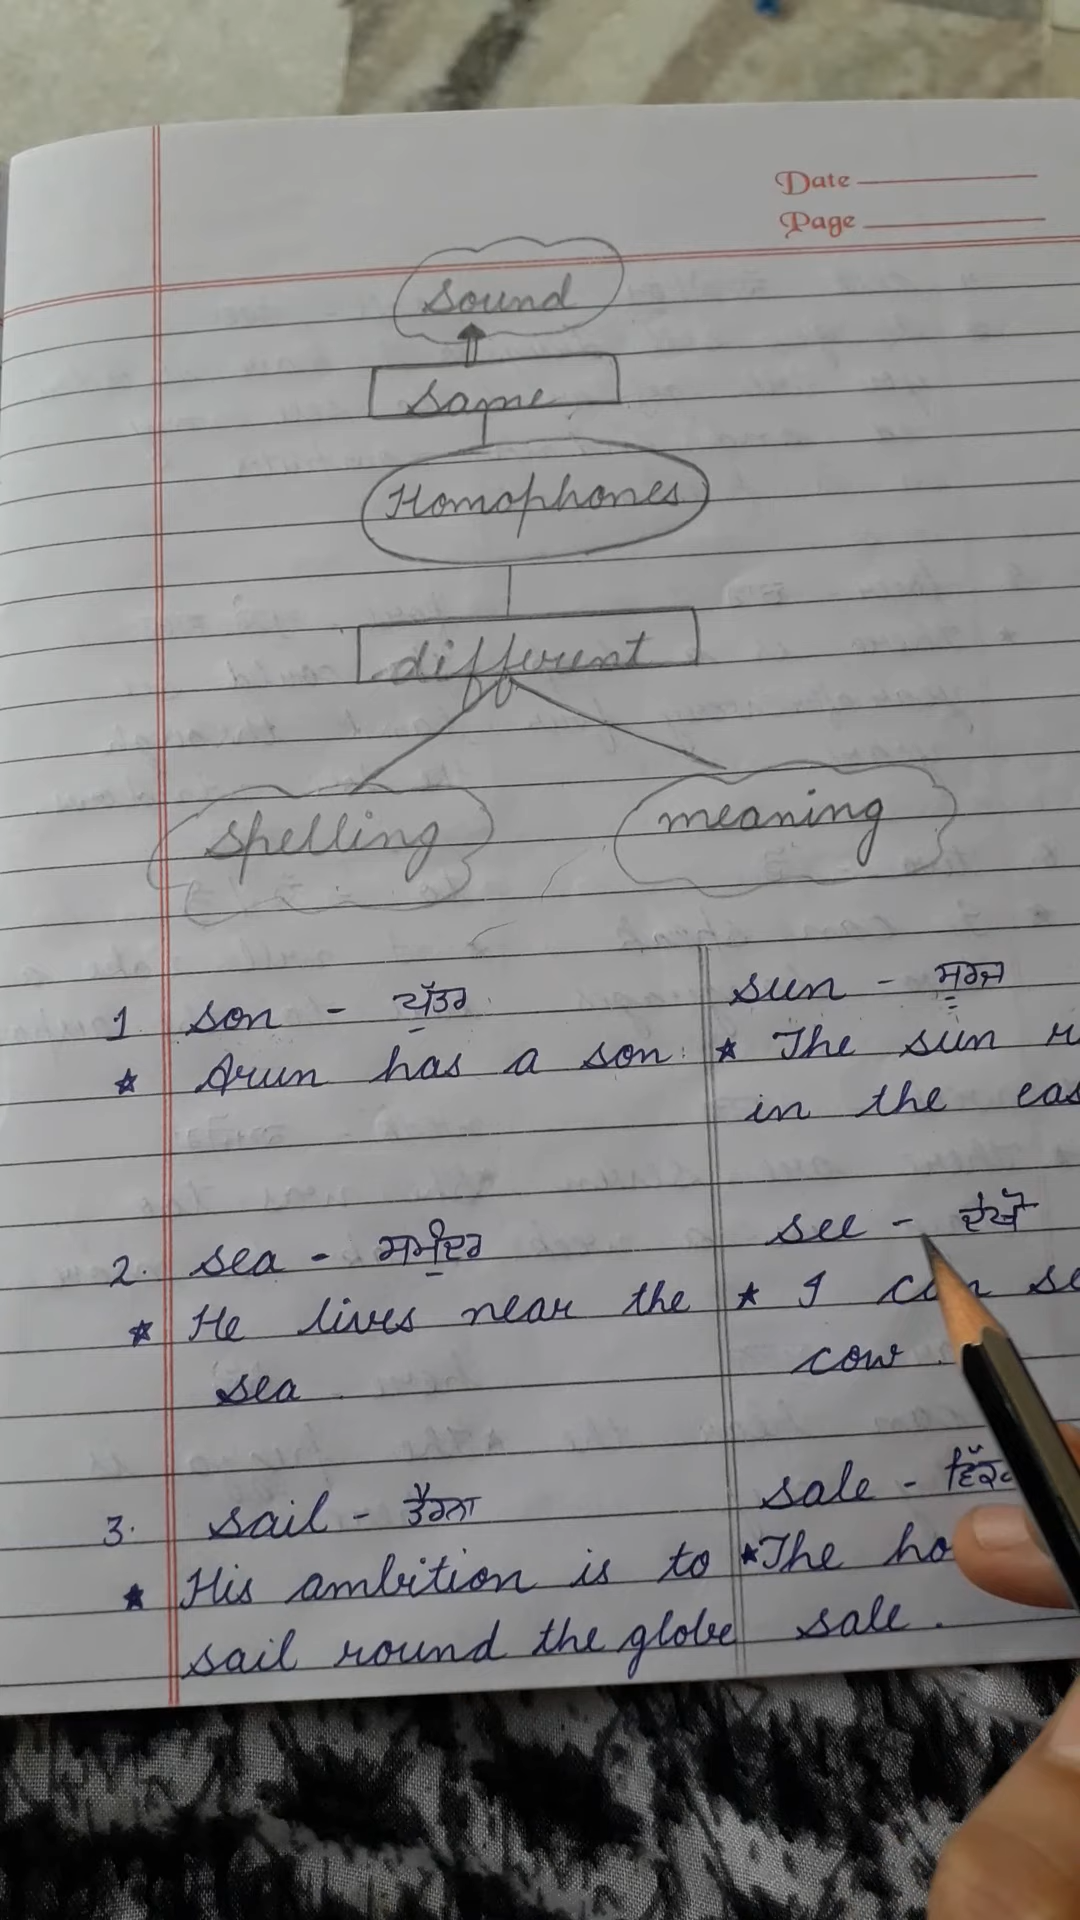 Date
Page
Sound
Same
Homophones
different
spelling
meaning
1 son - ਪੁੱਤਰ
sun - ਸੂਰਜ
★ Arun has a son.
★ The sun
in the
2. sea - ਸਮੁੰਦਰ
see - ਦੇਖੋ
★ He lives near the
sea.
★ I can
cow.
3. sail - ਤੈਰਨਾ
sale -
★ His ambition is to
sail round the globe
★ The
sale.